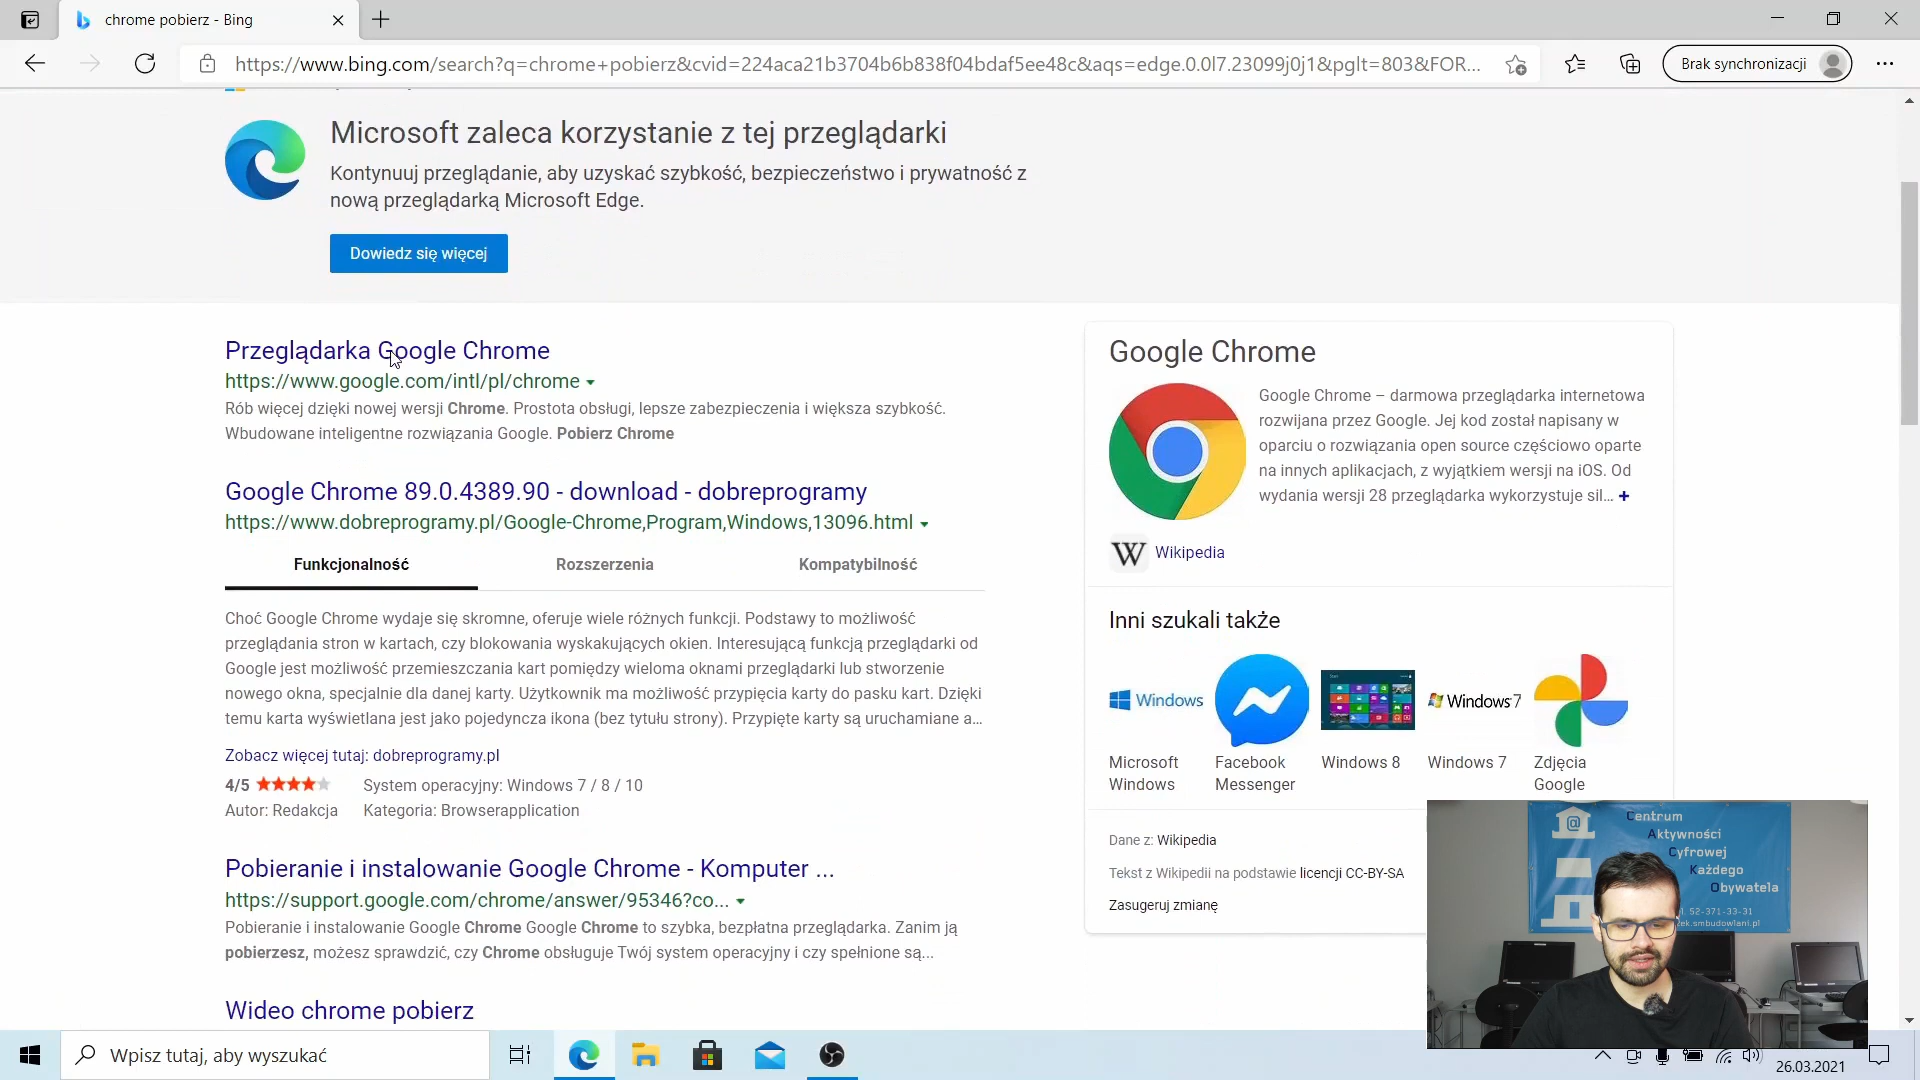 chrome pobierz - Bing
https://www.bing.com/search?q=chrome+pobierz&cvid=224aca21b3704b6b838f04bdaf5ee48c&aqs=edge.0.0l7.23099j0j1&pglt=803&FOR...
Brak synchronizacji
Microsoft zaleca korzystanie z tej przeglądarki
Kontynuuj przeglądanie, aby uzyskać szybkość, bezpieczeństwo i prywatność z
nową przeglądarką Microsoft Edge.
Dowiedz się więcej
Przeglądarka Google Chrome
https://www.google.com/intl/pl/chrome
Rób więcej dzięki nowej wersji Chrome. Prostota obsługi, lepsze zabezpieczenia i większa szybkość.
Wbudowane inteligentne rozwiązania Google. Pobierz Chrome
Google Chrome 89.0.4389.90 - download - dobreprogramy
https://www.dobreprogramy.pl/Google-Chrome,Program,Windows,13096.html
Funkcjonalność Rozszerzenia Kompatybilność
Choć Google Chrome wydaje się skromne, oferuje wiele różnych funkcji. Podstawy to możliwość
przeglądania stron w kartach, czy blokowania wyskakujących okien. Interesującą funkcją przeglądarki od
Google jest możliwość przemieszczania kart pomiędzy wieloma oknami przeglądarki lub stworzenie
nowego okna, specjalnie dla danej karty. Użytkownik ma możliwość przypięcia karty do pasku kart. Dzięki
temu karta wyświetlana jest jako pojedyncza ikona (bez tytułu strony). Przypięte karty są uruchamiane a...
Zobacz więcej tutaj: dobreprogramy.pl
4/5 System operacyjny: Windows 7 / 8 / 10
Autor: Redakcja Kategoria: Browserapplication
Pobieranie i instalowanie Google Chrome - Komputer ...
https://support.google.com/chrome/answer/95346?co...
Pobieranie i instalowanie Google Chrome Google Chrome to szybka, bezpłatna przeglądarka. Zanim ją
pobierzesz, możesz sprawdzić, czy Chrome obsługuje Twój system operacyjny i czy spełnione są...
Wideo chrome pobierz
Google Chrome
Google Chrome – darmowa przeglądarka internetowa
rozwijana przez Google. Jej kod został napisany w
oparciu o rozwiązania open source częściowo oparte
na innych aplikacjach, z wyjątkiem wersji na iOS. Od
wydania wersji 28 przeglądarka wykorzystuje sil... +
W Wikipedia
Inni szukali także
Windows
Start
Windows 7
Microsoft
Windows
Facebook
Messenger
Windows 8
Windows 7
Zdjęcia
Google
Dane z: Wikipedia
Tekst z Wikipedii na podstawie licencji CC-BY-SA
Zasugeruj zmianę
Centrum
Aktywności
Cyfrowej
Każdego
Obywatela
52-371-33-31
smbudowlani.pl
Wpisz tutaj, aby wyszukać
26.03.2021